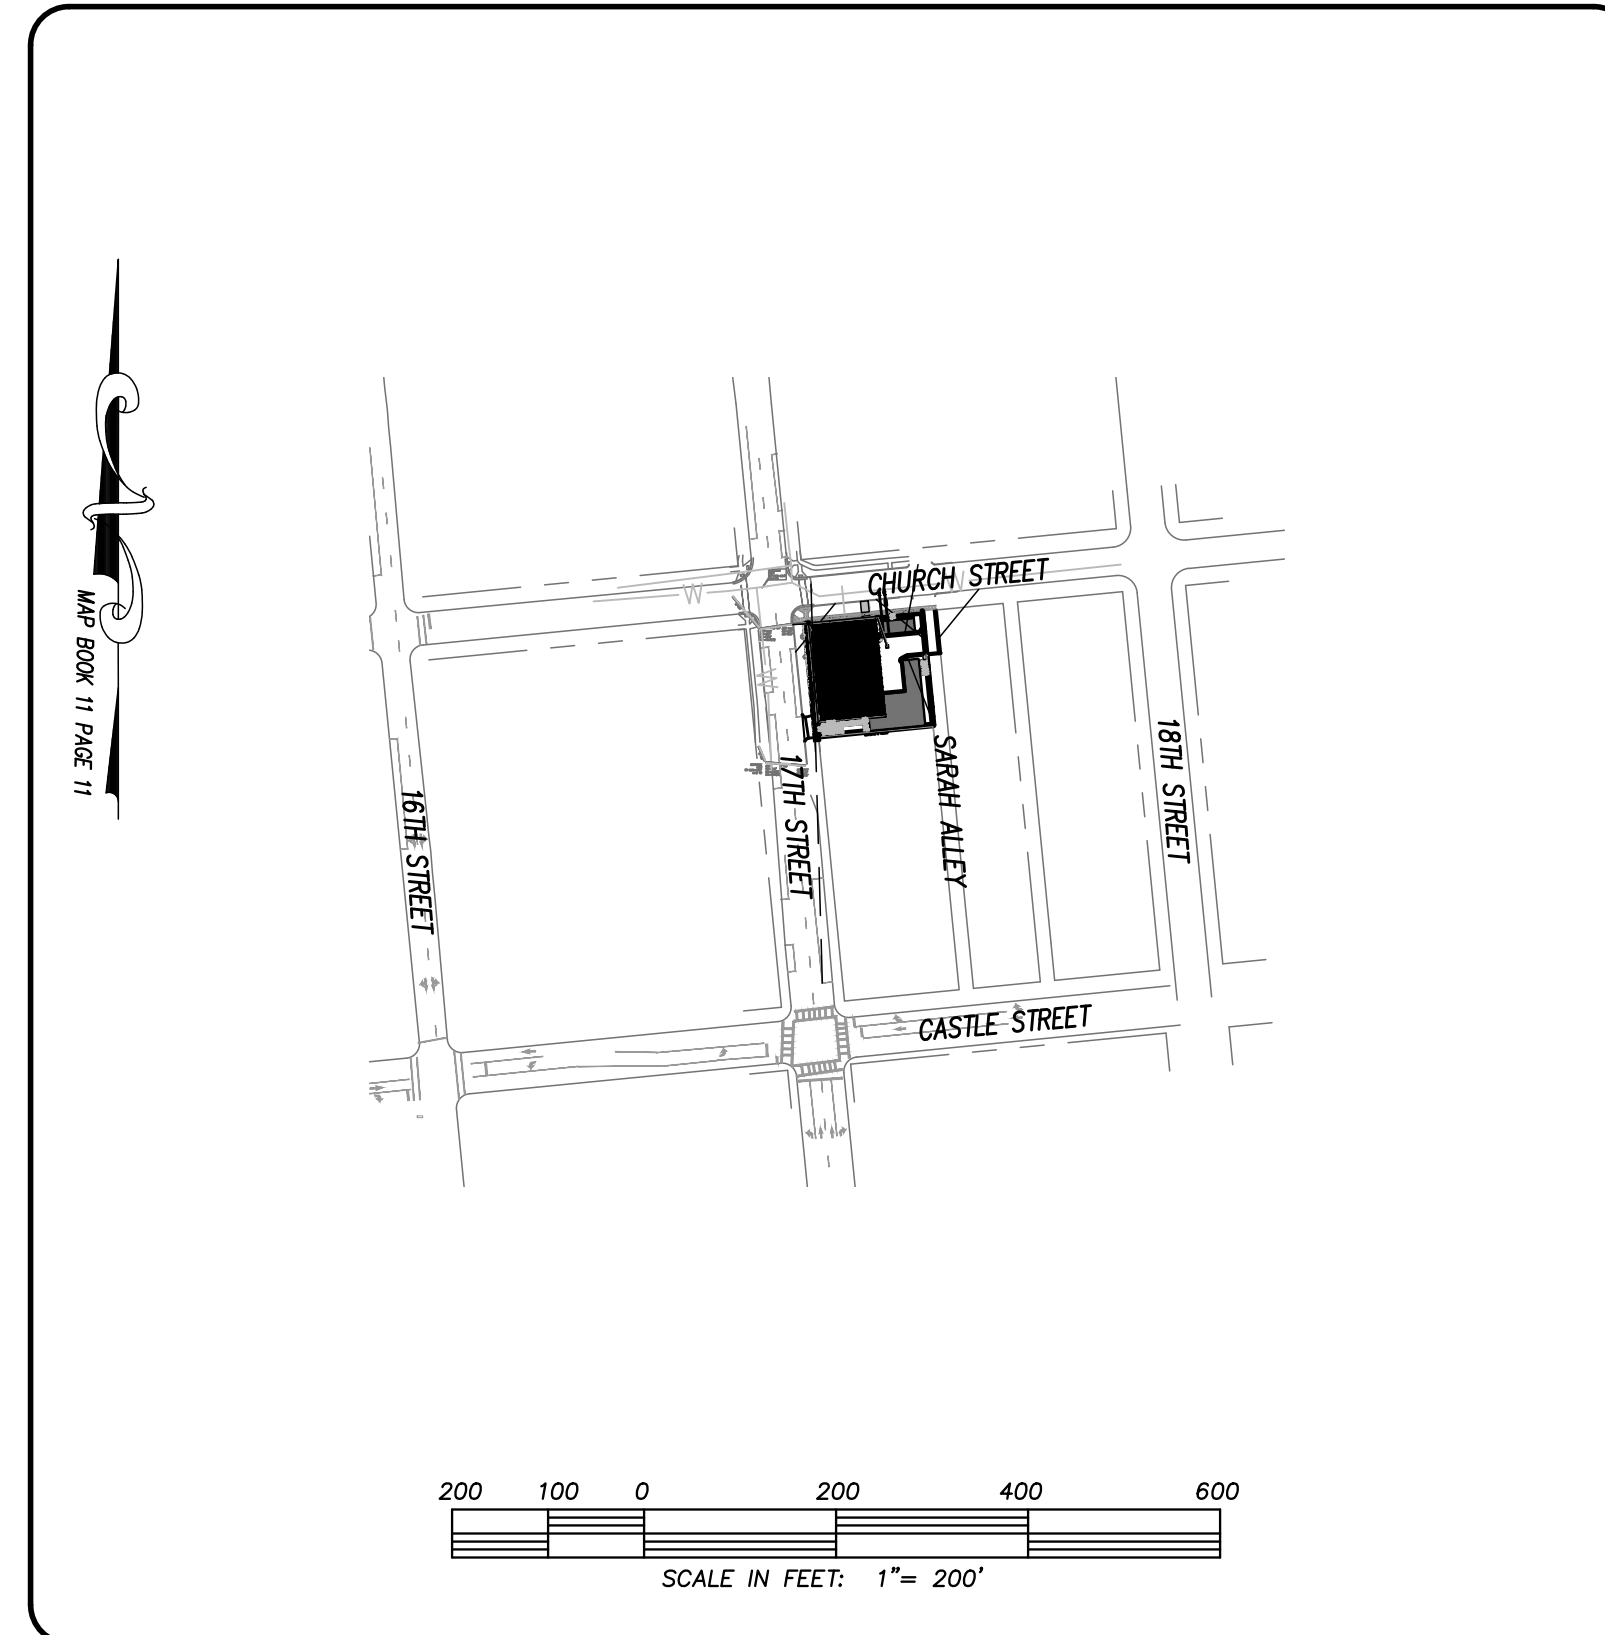 CHURCH STREET
W
W
MAP BOOK 11 PAGE 11
16TH STREET
17TH STREET
SARAH ALLEY
18TH STREET
CASTLE STREET
200 100 0 200 400 600
SCALE IN FEET: 1"= 200'